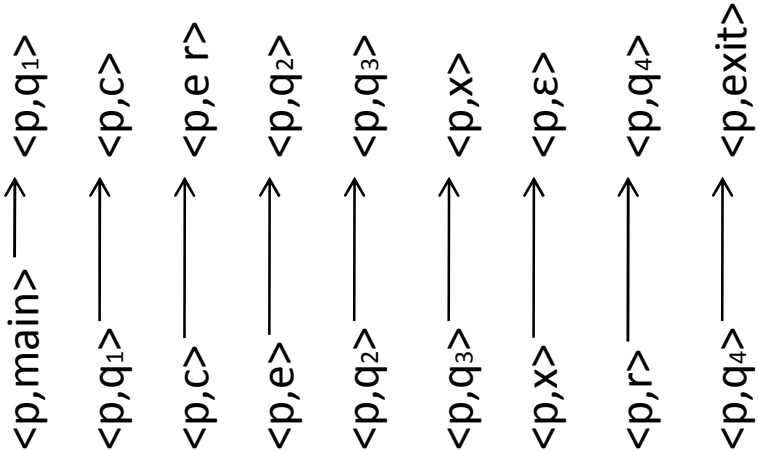 <p,main> → <p,q₁>
<p,q₁> → <p,c>
<p,c> → <p,e r>
<p,e> → <p,q₂>
<p,q₂> → <p,q₃>
<p,q₃> → <p,x>
<p,x> → <p,ε>
<p,r> → <p,q₄>
<p,q₄> → <p,exit>